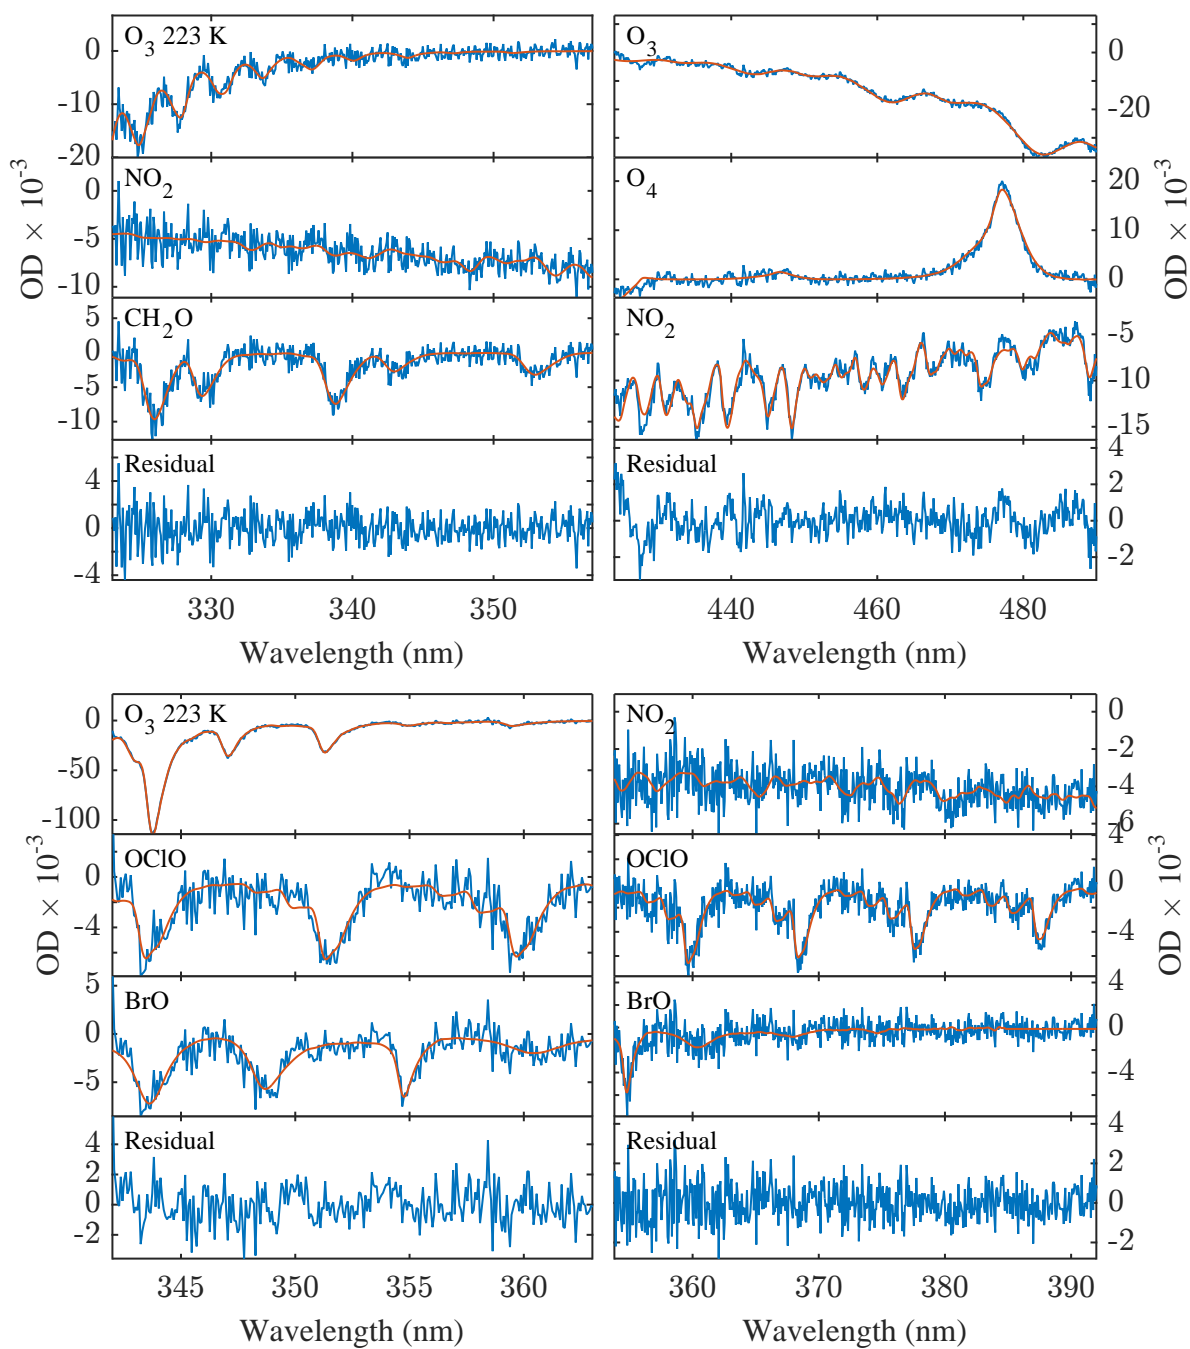 O3 223 K
0
-10
-20
NO2
0
-5
-10
CH2O
5
0
-5
-10
Residual
4
0
-4
OD × 10-3
330 340 350
Wavelength (nm)
O3
0
-20
O4
20
10
0
NO2
-5
-10
-15
Residual
4
2
0
-2
OD × 10-3
440 460 480
Wavelength (nm)
O3 223 K
0
-50
-100
OClO
0
-4
BrO
5
0
-5
Residual
4
2
0
-2
OD × 10-3
345 350 355 360
Wavelength (nm)
NO2
0
-2
-4
-6
OClO
4
0
-4
BrO
4
0
-4
Residual
4
2
0
-2
OD × 10-3
360 370 380 390
Wavelength (nm)